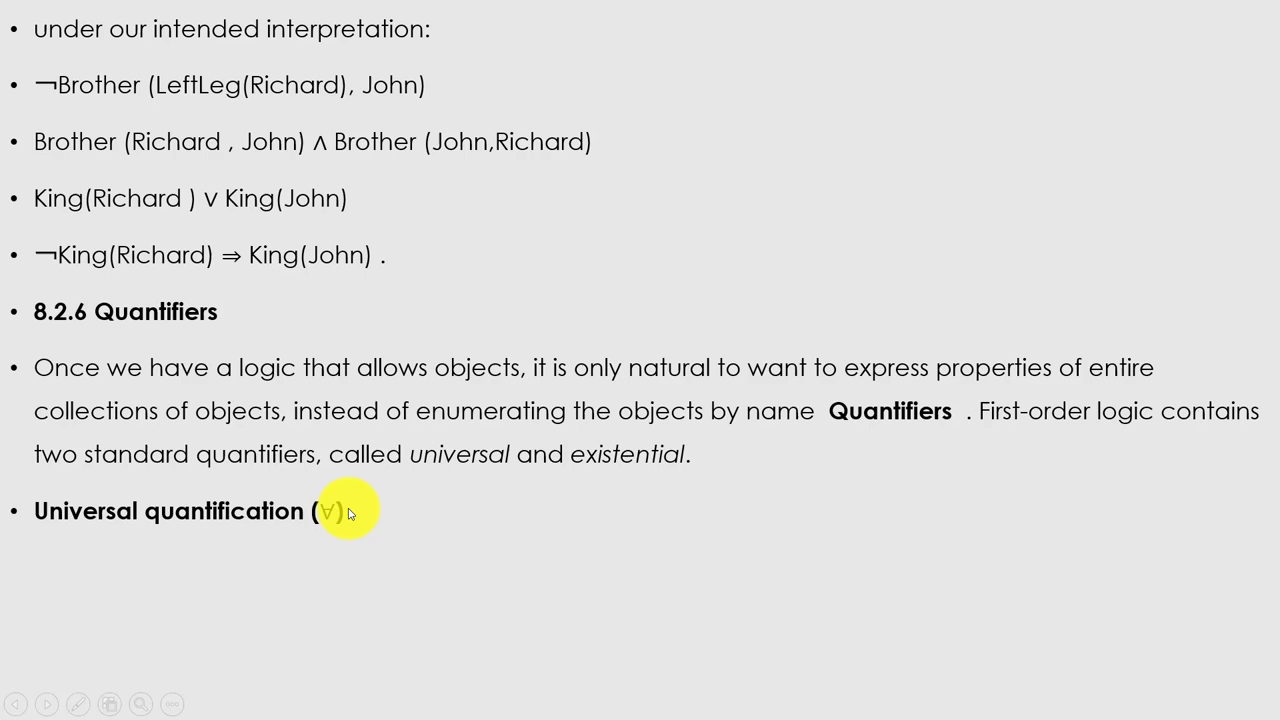 • under our intended interpretation:
• ¬Brother (LeftLeg(Richard), John)
• Brother (Richard , John) ∧ Brother (John,Richard)
• King(Richard ) ∨ King(John)
• ¬King(Richard) ⇒ King(John) .
• 8.2.6 Quantifiers
• Once we have a logic that allows objects, it is only natural to want to express properties of entire
collections of objects, instead of enumerating the objects by name Quantifiers . First-order logic contains
two standard quantifiers, called universal and existential.
• Universal quantification (∀)